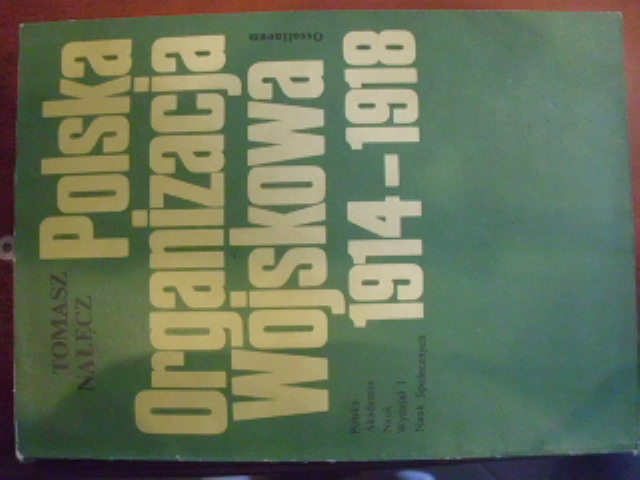 TOMASZ
NAŁĘCZ
Polska
Organizacja
Wojskowa
1914-1918
Polska
Akademia
Nauk
Wydział I
Nauk Społecznych
Ossolineum